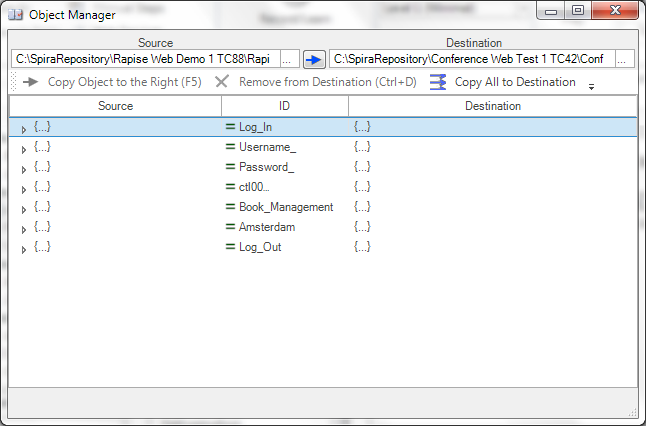 Object Manager
Source Destination
C:\SpiraRepository\Rapise Web Demo 1 TC88\Rapi ... C:\SpiraRepository\Conference Web Test 1 TC42\Conf ...
Copy Object to the Right (F5) Remove from Destination (Ctrl+D) Copy All to Destination
Source ID Destination
{...} = Log_In {...}
{...} = Username_ {...}
{...} = Password_ {...}
{...} = ctl00... {...}
{...} = Book_Management {...}
{...} = Amsterdam {...}
{...} = Log_Out {...}